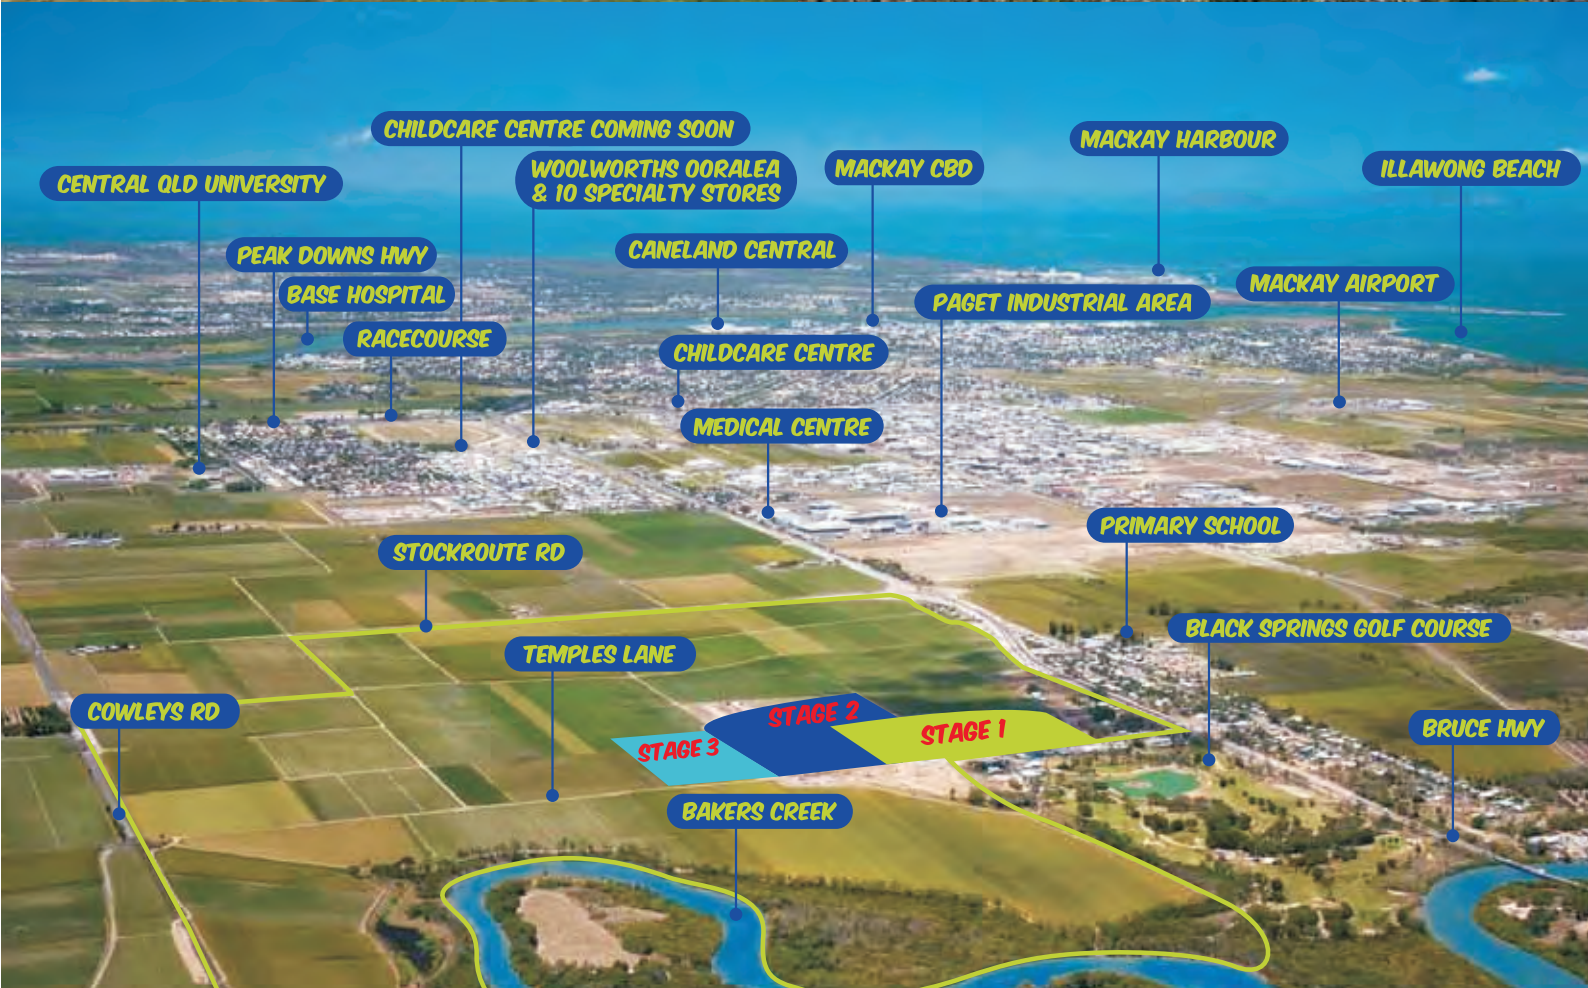 CHILDCARE CENTRE COMING SOON
MACKAY HARBOUR
WOOLWORTHS OORALEA
& 10 SPECIALTY STORES
MACKAY CBD
ILLAWONG BEACH
CENTRAL QLD UNIVERSITY
PEAK DOWNS HWY
CANELAND CENTRAL
MACKAY AIRPORT
BASE HOSPITAL
PAGET INDUSTRIAL AREA
RACECOURSE
CHILDCARE CENTRE
MEDICAL CENTRE
PRIMARY SCHOOL
STOCKROUTE RD
BLACK SPRINGS GOLF COURSE
TEMPLES LANE
COWLEYS RD
STAGE 2
STAGE 1
BRUCE HWY
STAGE 3
BAKERS CREEK